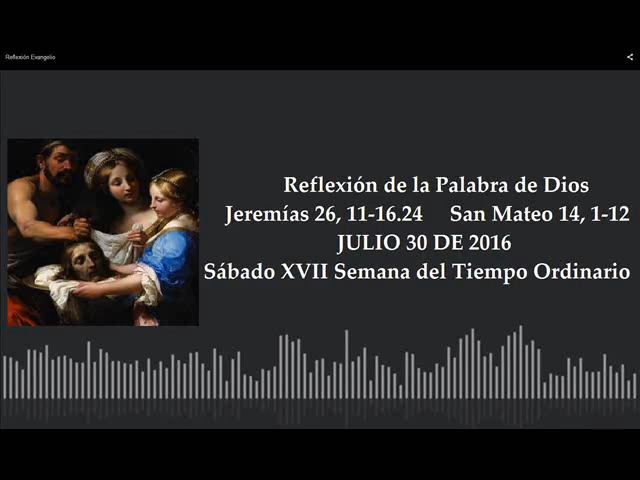 Reflexión Evangelio
Reflexión de la Palabra de Dios
Jeremías 26, 11-16.24 San Mateo 14, 1-12
JULIO 30 DE 2016
Sábado XVII Semana del Tiempo Ordinario